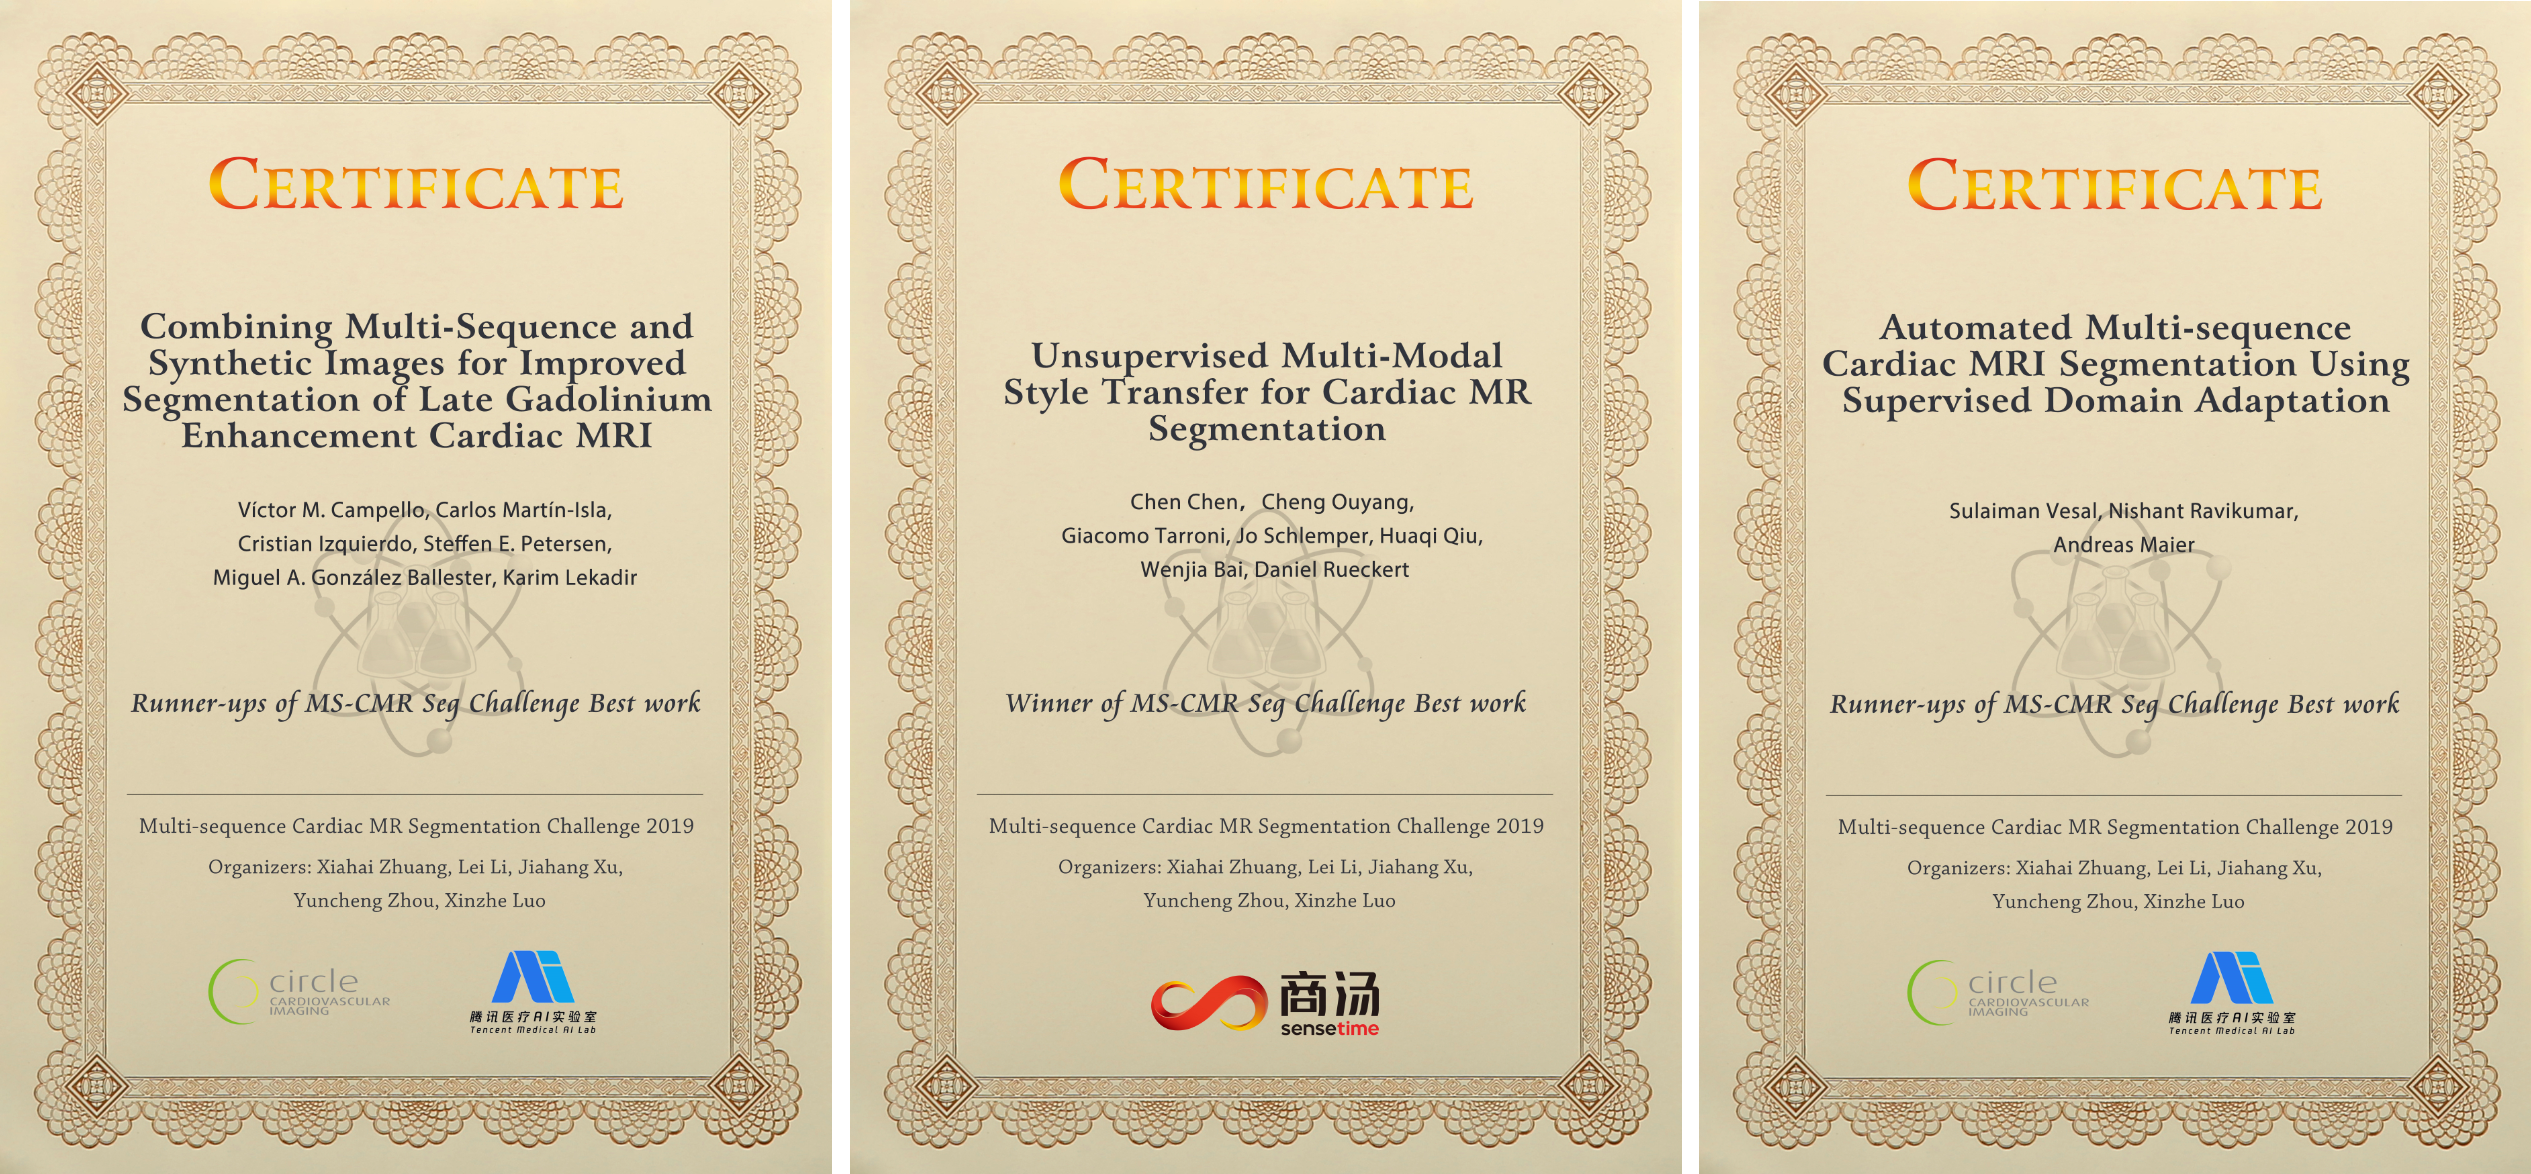 CERTIFICATE
Combining Multi-Sequence and
Synthetic Images for Improved
Segmentation of Late Gadolinium
Enhancement Cardiac MRI
Víctor M. Campello, Carlos Martín-Isla,
Cristian Izquierdo, Steffen E. Petersen,
Miguel A. González Ballester, Karim Lekadir
Runner-ups of MS-CMR Seg Challenge Best work
Multi-sequence Cardiac MR Segmentation Challenge 2019
Organizers: Xiahai Zhuang, Lei Li, Jiahang Xu,
Yuncheng Zhou, Xinzhe Luo
circle
CARDIOVASCULAR
IMAGING
腾讯医疗AI实验室
Tencent Medical AI Lab
CERTIFICATE
Unsupervised Multi-Modal
Style Transfer for Cardiac MR
Segmentation
Chen Chen， Cheng Ouyang,
Giacomo Tarroni, Jo Schlemper, Huaqi Qiu,
Wenjia Bai, Daniel Rueckert
Winner of MS-CMR Seg Challenge Best work
Multi-sequence Cardiac MR Segmentation Challenge 2019
Organizers: Xiahai Zhuang, Lei Li, Jiahang Xu,
Yuncheng Zhou, Xinzhe Luo
商汤
sensetime
CERTIFICATE
Automated Multi-sequence
Cardiac MRI Segmentation Using
Supervised Domain Adaptation
Sulaiman Vesal, Nishant Ravikumar,
Andreas Maier
Runner-ups of MS-CMR Seg Challenge Best work
Multi-sequence Cardiac MR Segmentation Challenge 2019
Organizers: Xiahai Zhuang, Lei Li, Jiahang Xu,
Yuncheng Zhou, Xinzhe Luo
circle
CARDIOVASCULAR
IMAGING
腾讯医疗AI实验室
Tencent Medical AI Lab